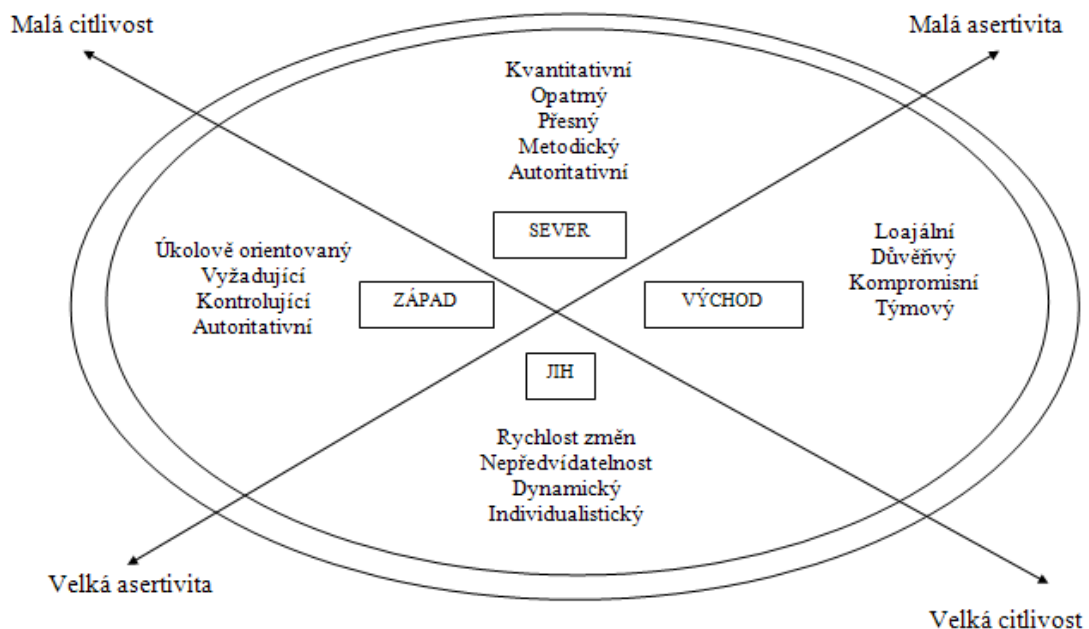 Malá citlivost
Malá asertivita
Kvantitativní
Opatrný
Přesný
Metodický
Autoritativní
SEVER
Úkolově orientovaný
Vyžadující
Kontrolující
Autoritativní
ZÁPAD
VÝCHOD
Loajální
Důvěřivý
Kompromisní
Týmový
JIH
Rychlost změn
Nepředvídatelnost
Dynamický
Individualistický
Velká asertivita
Velká citlivost